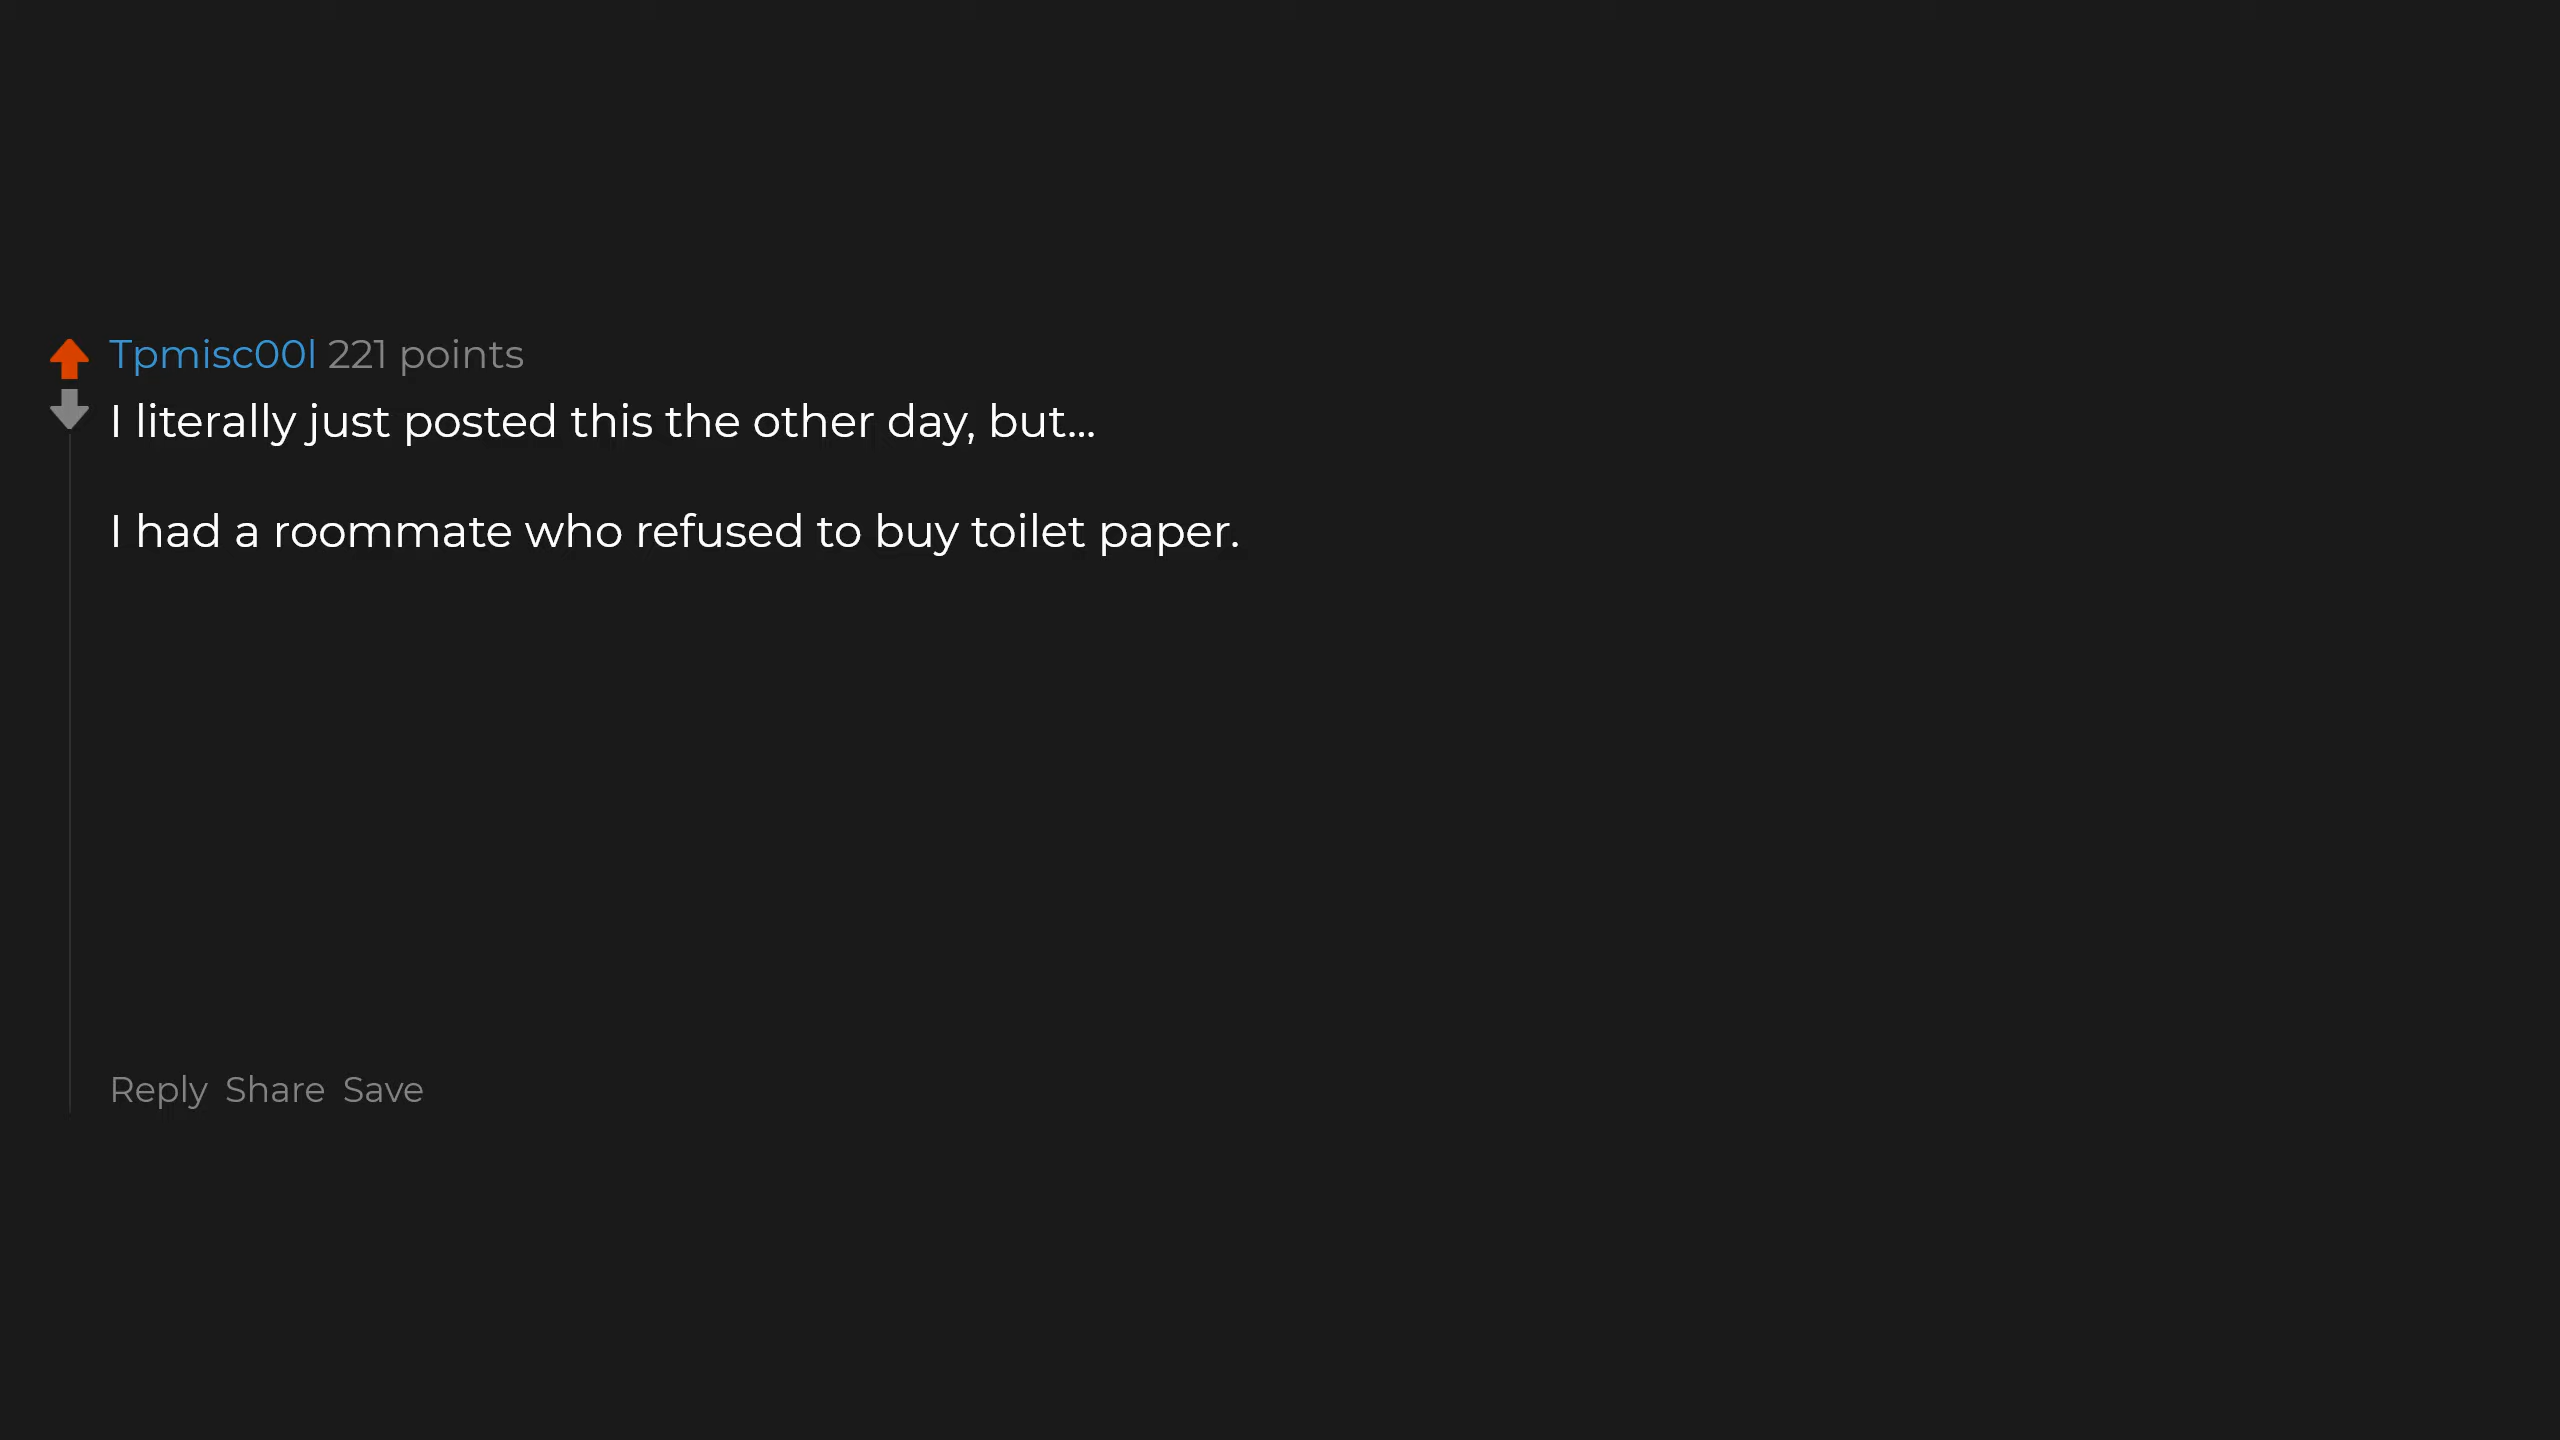 Tpmisc00l 221 points
I literally just posted this the other day, but...
I had a roommate who refused to buy toilet paper.
Reply Share Save